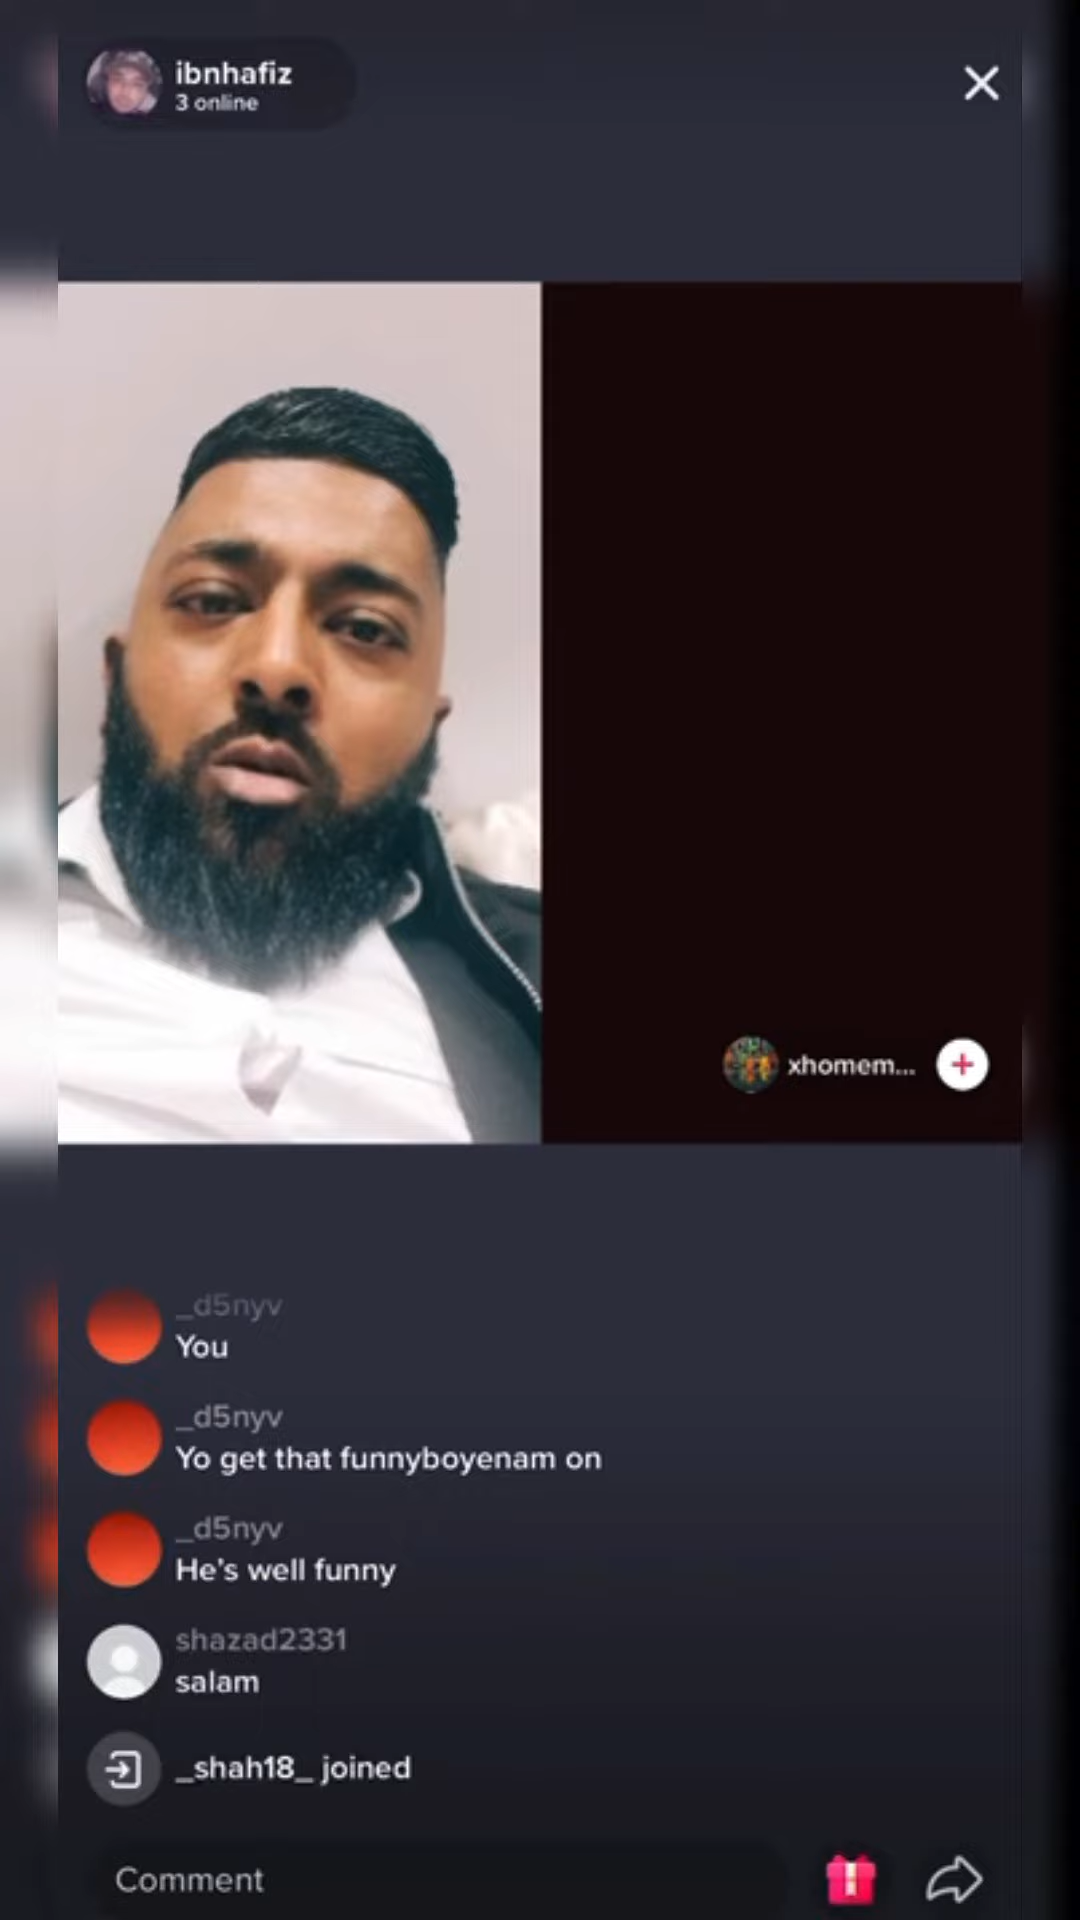 ibnhafiz
3 online
xhomem...
_d5nyv
You
_d5nyv
Yo get that funnyboyenam on
_d5nyv
He's well funny
shazad2331
salam
_shah18_ joined
Comment